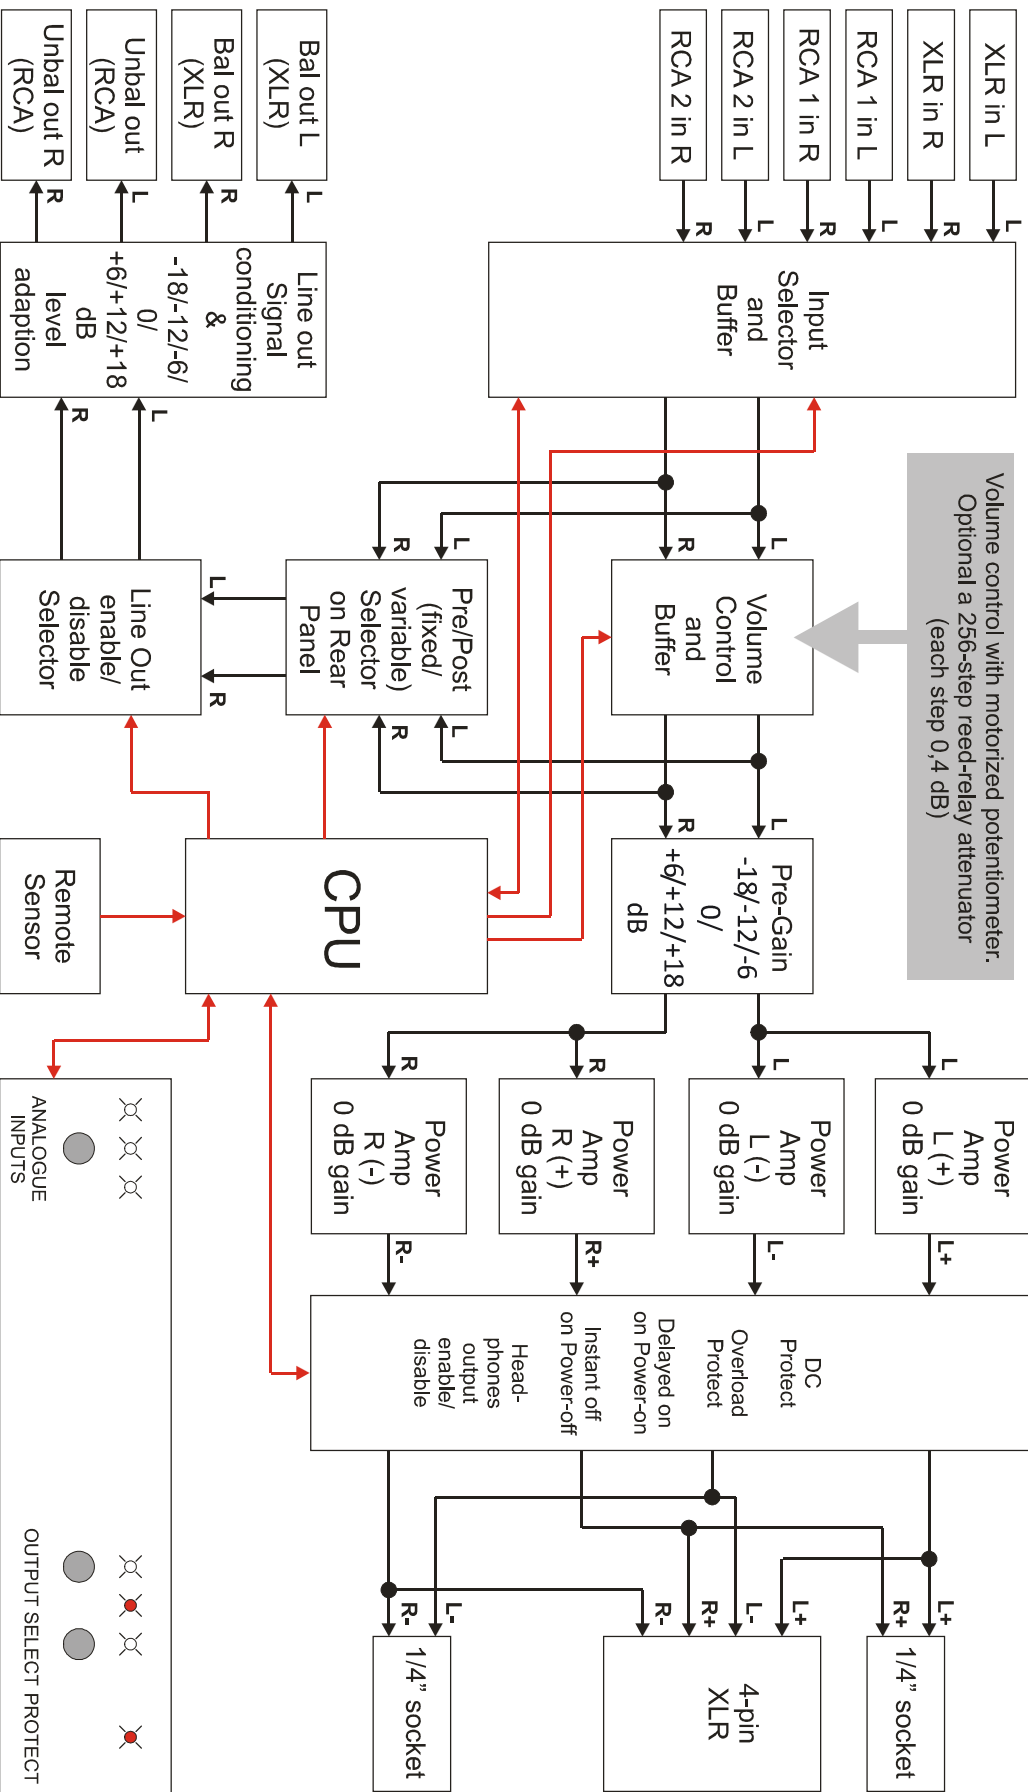 XLR in L
XLR in R
RCA 1 in L
RCA 1 in R
RCA 2 in L
RCA 2 in R
L
R
L
R
L
R
Input
Selector
and
Buffer
Bal out L
(XLR)
Bal out R
(XLR)
Unbal out
(RCA)
Unbal out R
(RCA)
L
R
L
R
Line out
Signal
conditioning
&
-18/-12/-6/
0/
+6/+12/+18
dB
level
adaption
L
R
Volume control with motorized potentiometer.
Optional a 256-step reed-relay attenuator
(each step 0,4 dB)
L
R
Volume
Control
and
Buffer
L
R
Pre/Post
(fixed/
variable)
Selector
on Rear
Panel
L
R
L
R
Line Out
enable/
disable
Selector
L
R
Pre-Gain
-18/-12/-6
0/
+6/+12/+18
dB
CPU
Remote
Sensor
L
L
R
R
Power
Amp
L (+)
0 dB gain
Power
Amp
L (-)
0 dB gain
Power
Amp
R (+)
0 dB gain
Power
Amp
R (-)
0 dB gain
L+
L-
R+
R-
DC
Protect
Overload
Protect
Delayed on
on Power-on
Instant off
on Power-off
Head-
phones
output
enable/
disable
L+
R+
L+
L-
R+
R-
L-
R-
1/4” socket
4-pin
XLR
1/4” socket
ANALOGUE
INPUTS
OUTPUT SELECT PROTECT